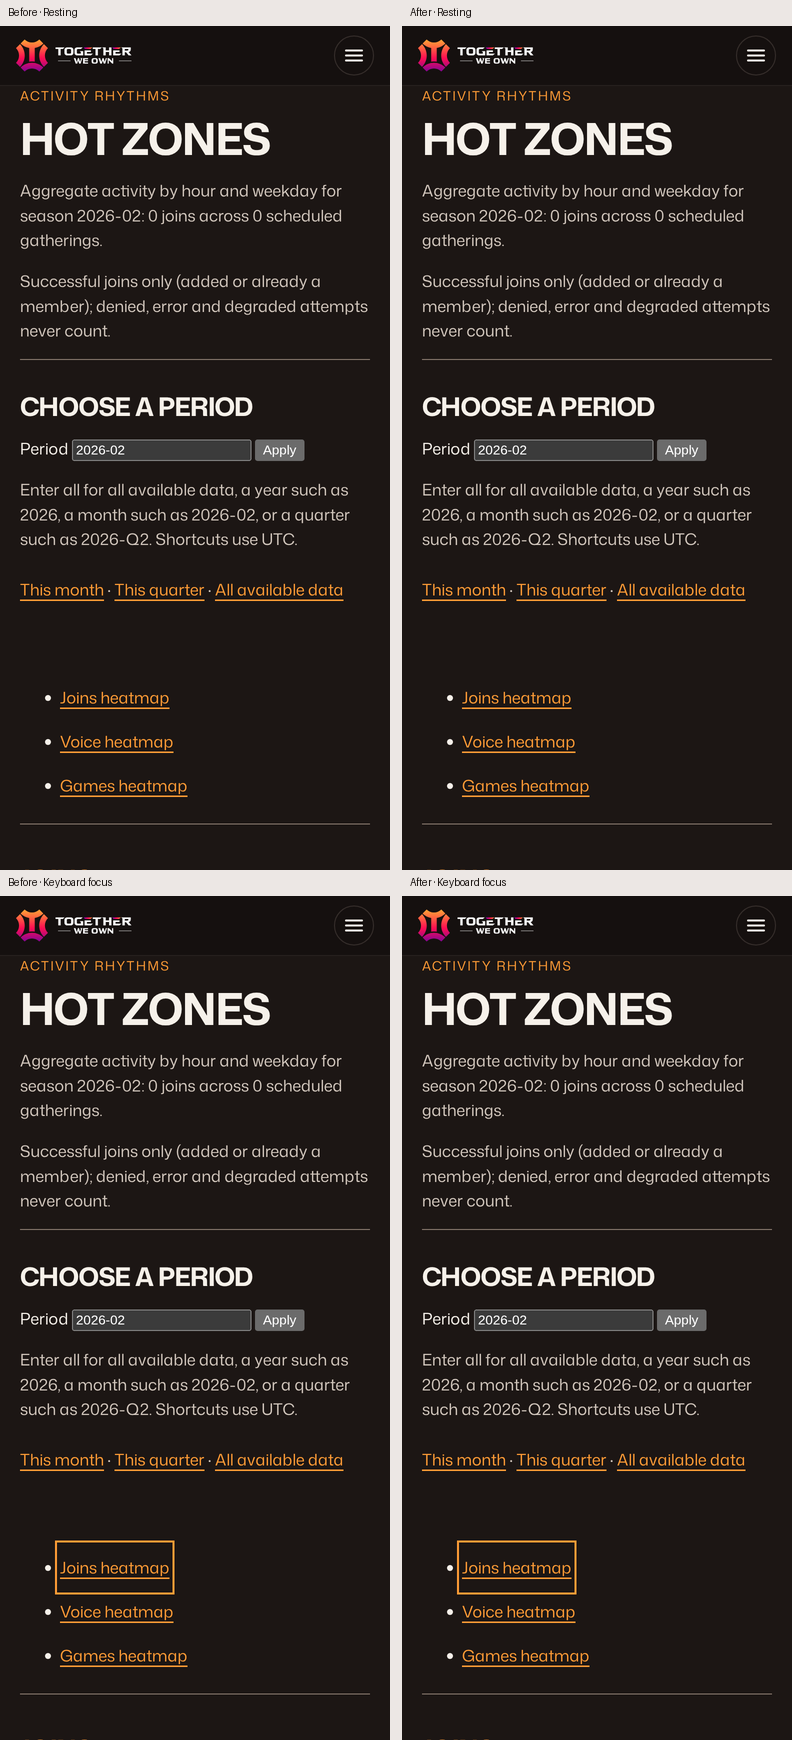 Before · Resting
TOGETHER
WE OWN
ACTIVITY RHYTHMS
HOT ZONES
Aggregate activity by hour and weekday for
season 2026-02: 0 joins across 0 scheduled
gatherings.
Successful joins only (added or already a
member); denied, error and degraded attempts
never count.
CHOOSE A PERIOD
Period 2026-02 Apply
Enter all for all available data, a year such as
2026, a month such as 2026-02, or a quarter
such as 2026-Q2. Shortcuts use UTC.
This month · This quarter · All available data
• Joins heatmap
• Voice heatmap
• Games heatmap
After · Resting
TOGETHER
WE OWN
ACTIVITY RHYTHMS
HOT ZONES
Aggregate activity by hour and weekday for
season 2026-02: 0 joins across 0 scheduled
gatherings.
Successful joins only (added or already a
member); denied, error and degraded attempts
never count.
CHOOSE A PERIOD
Period 2026-02 Apply
Enter all for all available data, a year such as
2026, a month such as 2026-02, or a quarter
such as 2026-Q2. Shortcuts use UTC.
This month · This quarter · All available data
• Joins heatmap
• Voice heatmap
• Games heatmap
Before · Keyboard focus
TOGETHER
WE OWN
ACTIVITY RHYTHMS
HOT ZONES
Aggregate activity by hour and weekday for
season 2026-02: 0 joins across 0 scheduled
gatherings.
Successful joins only (added or already a
member); denied, error and degraded attempts
never count.
CHOOSE A PERIOD
Period 2026-02 Apply
Enter all for all available data, a year such as
2026, a month such as 2026-02, or a quarter
such as 2026-Q2. Shortcuts use UTC.
This month · This quarter · All available data
• Joins heatmap
• Voice heatmap
• Games heatmap
After · Keyboard focus
TOGETHER
WE OWN
ACTIVITY RHYTHMS
HOT ZONES
Aggregate activity by hour and weekday for
season 2026-02: 0 joins across 0 scheduled
gatherings.
Successful joins only (added or already a
member); denied, error and degraded attempts
never count.
CHOOSE A PERIOD
Period 2026-02 Apply
Enter all for all available data, a year such as
2026, a month such as 2026-02, or a quarter
such as 2026-Q2. Shortcuts use UTC.
This month · This quarter · All available data
• Joins heatmap
• Voice heatmap
• Games heatmap